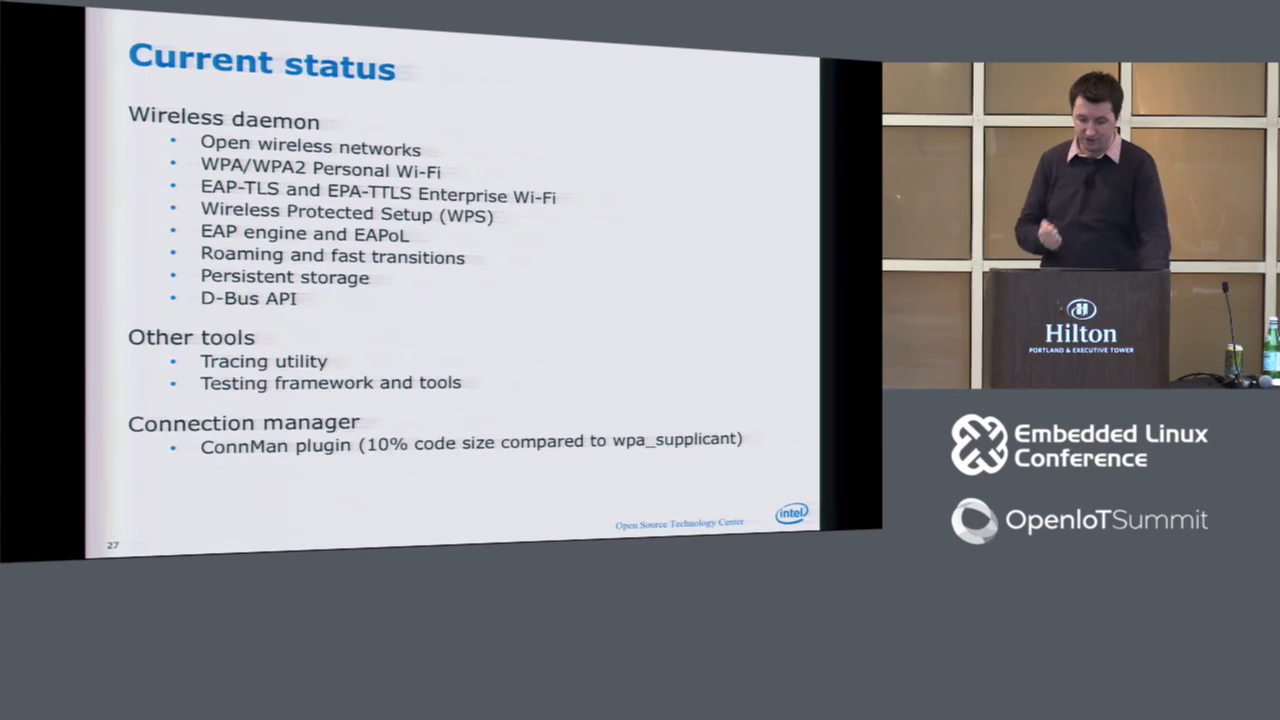 Current status
Wireless daemon
• Open wireless networks
• WPA/WPA2 Personal Wi-Fi
• EAP-TLS and EPA-TTLS Enterprise Wi-Fi
• Wireless Protected Setup (WPS)
• EAP engine and EAPoL
• Roaming and fast transitions
• Persistent storage
• D-Bus API
Other tools
• Tracing utility
• Testing framework and tools
Connection manager
• ConnMan plugin (10% code size compared to wpa_supplicant)
Open Source Technology Center
intel
27
H
Hilton
PORTLAND & EXECUTIVE TOWER
Embedded Linux
Conference
OpenIoTSummit